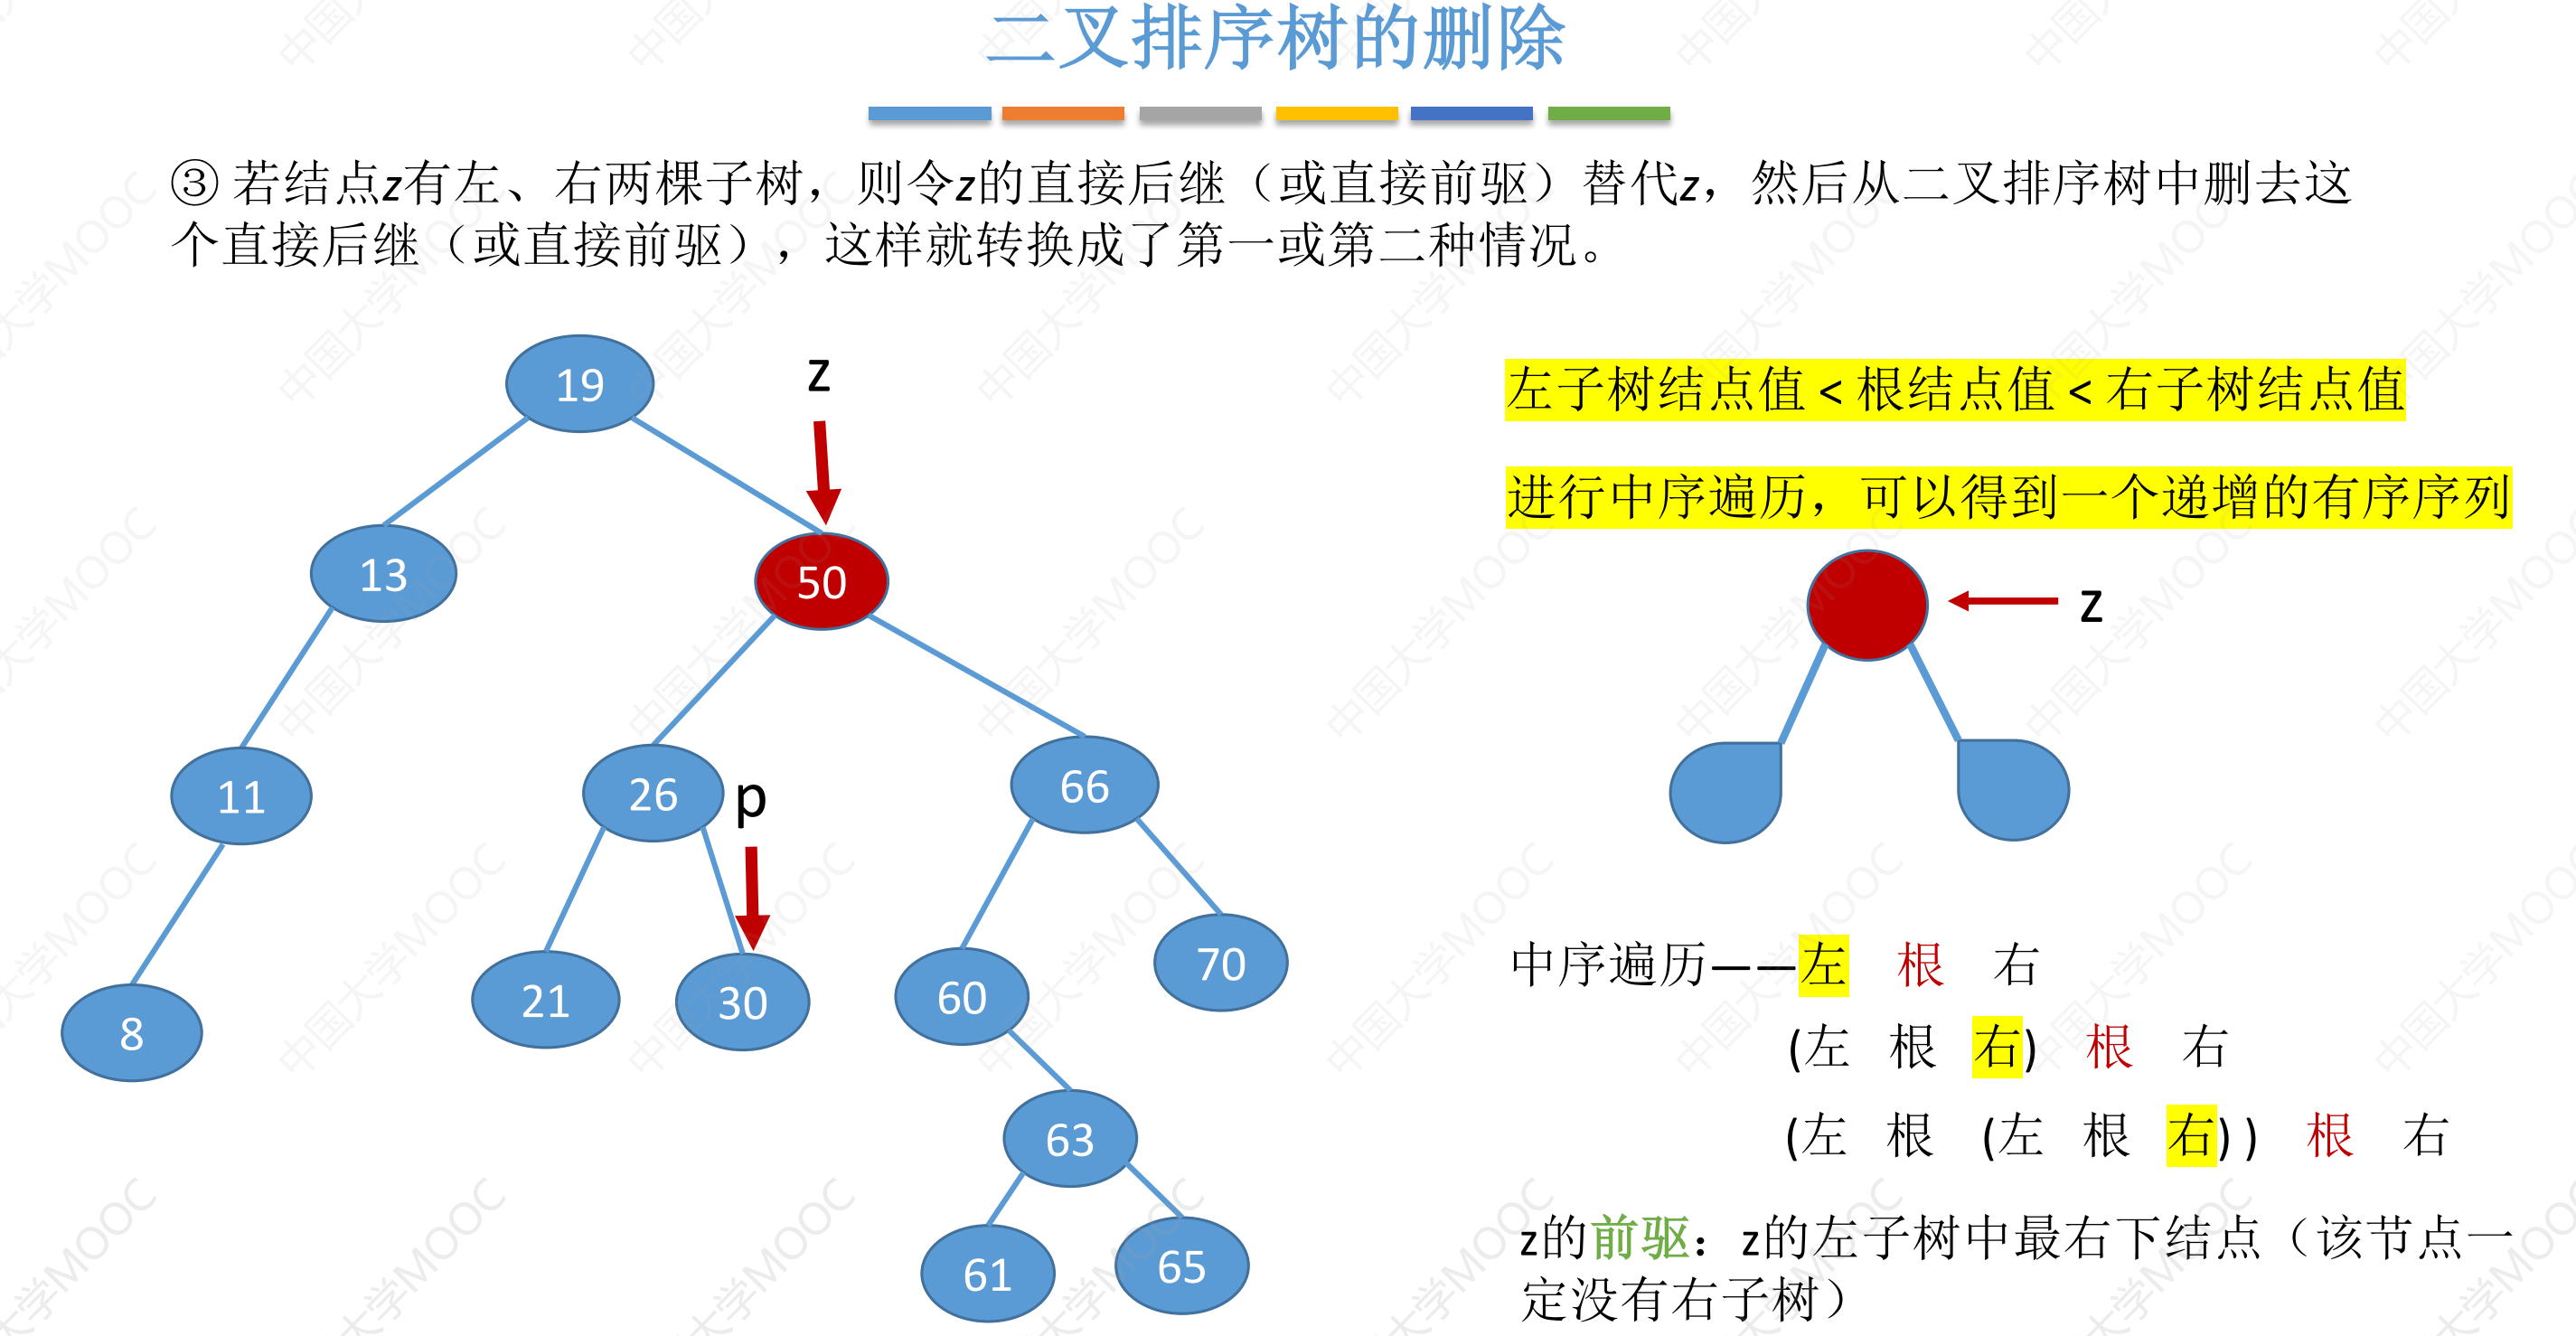 二叉排序树的删除
③ 若结点z有左、右两棵子树，则令z的直接后继（或直接前驱）替代z，然后从二叉排序树中删去这
个直接后继（或直接前驱），这样就转换成了第一或第二种情况。
19
z
13
50
11
26
p
66
8
21
30
60
70
63
61
65
左子树结点值 < 根结点值 < 右子树结点值
进行中序遍历，可以得到一个递增的有序序列
z
中序遍历——左 根 右
(左 根 右) 根 右
(左 根 (左 根 右) ) 根 右
z的前驱：z的左子树中最右下结点（该节点一
定没有右子树）
中国大学MOOC